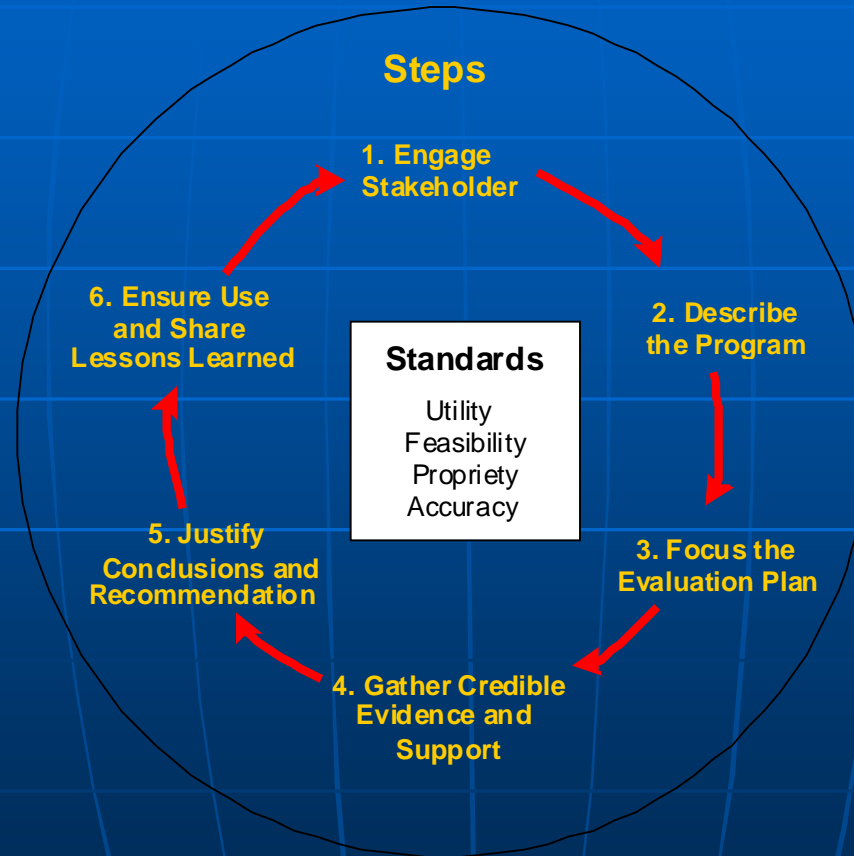 Steps
1. Engage
Stakeholder
2. Describe
the Program
3. Focus the
Evaluation Plan
4. Gather Credible
Evidence and
Support
5. Justify
Conclusions and
Recommendation
6. Ensure Use
and Share
Lessons Learned
Standards
Utility
Feasibility
Propriety
Accuracy